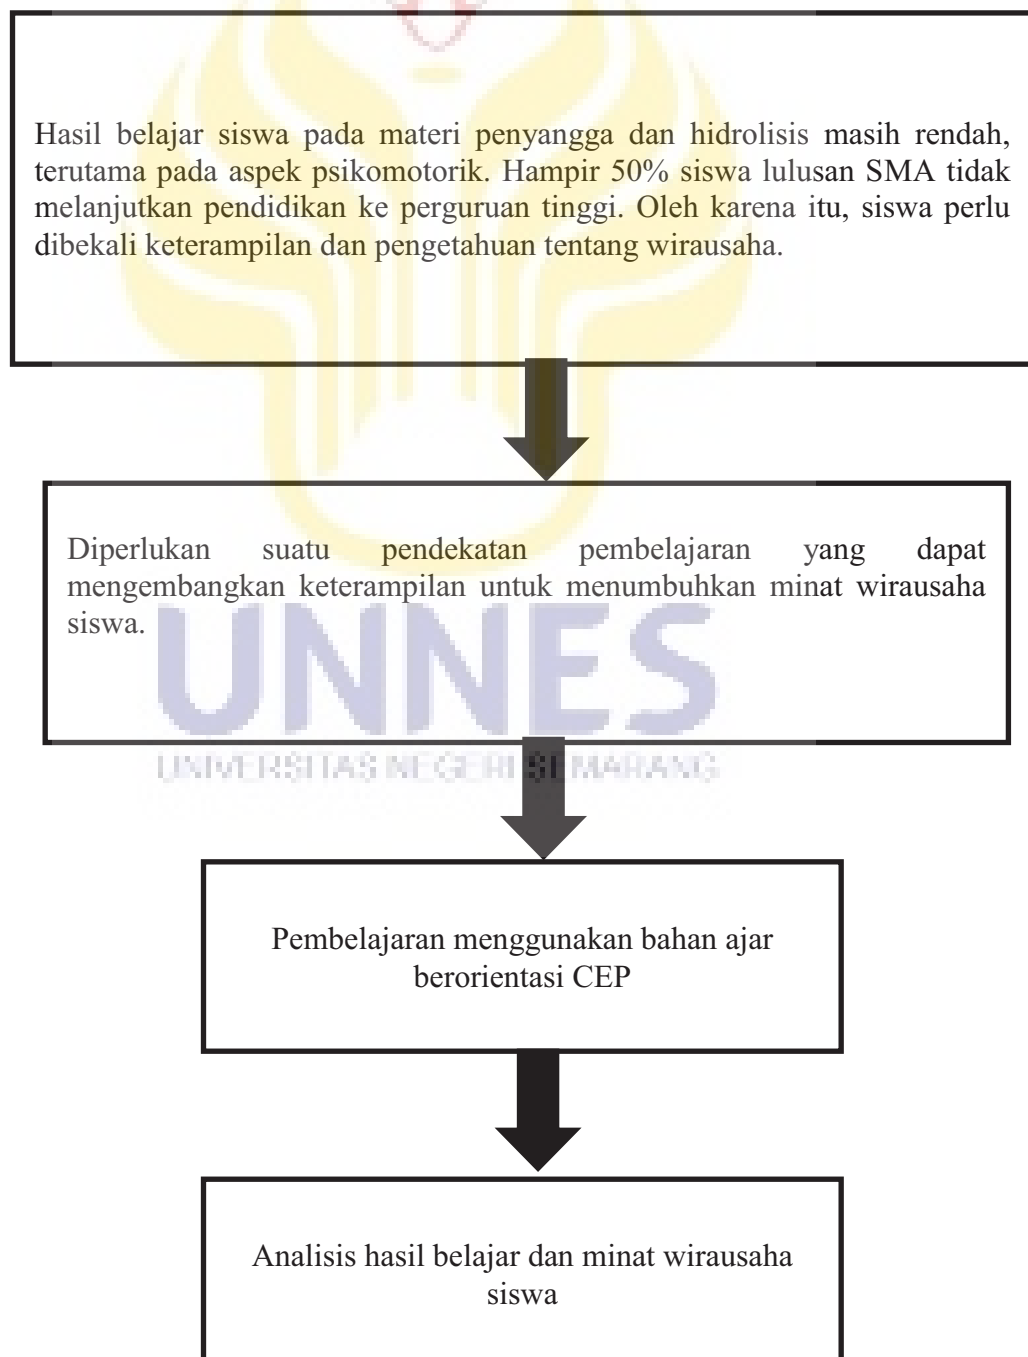 Hasil belajar siswa pada materi penyangga dan hidrolisis masih rendah,
terutama pada aspek psikomotorik. Hampir 50% siswa lulusan SMA tidak
melanjutkan pendidikan ke perguruan tinggi. Oleh karena itu, siswa perlu
dibekali keterampilan dan pengetahuan tentang wirausaha.
Diperlukan suatu pendekatan pembelajaran yang dapat
mengembangkan keterampilan untuk menumbuhkan minat wirausaha
siswa.
UNNES
UNIVERSITAS NEGERI SEMARANG
Pembelajaran menggunakan bahan ajar
berorientasi CEP
Analisis hasil belajar dan minat wirausaha
siswa